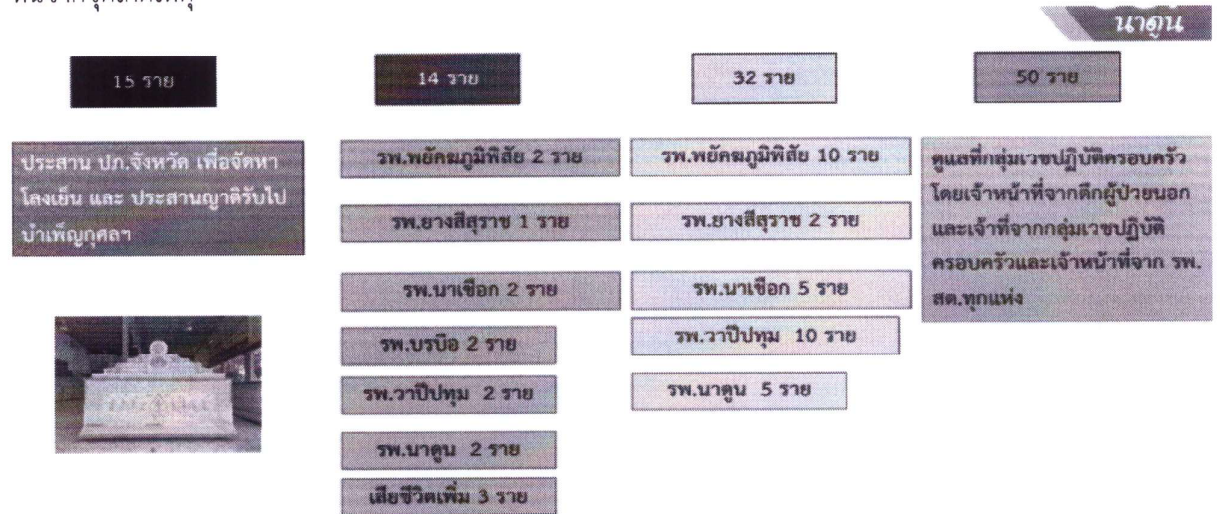 นาดูน
15 ราย
14 ราย
32 ราย
50 ราย
ประสาน ปภ.จังหวัด เพื่อจัดหา
โลงเย็น และ ประสานญาติรับไป
บำเพ็ญกุศลฯ
รพ.พยัคฆภูมิพิสัย 2 ราย
รพ.ยางสีสุราช 1 ราย
รพ.นาเชือก 2 ราย
รพ.บรบือ 2 ราย
รพ.วาปีปทุม 2 ราย
รพ.นาดูน 2 ราย
เสียชีวิตเพิ่ม 3 ราย
รพ.พยัคฆภูมิพิสัย 10 ราย
รพ.ยางสีสุราช 2 ราย
รพ.นาเชือก 5 ราย
รพ.วาปีปทุม 10 ราย
รพ.นาดูน 5 ราย
ดูแลที่กลุ่มเวชปฏิบัติครอบครัว
โดยเจ้าหน้าที่จากตึกผู้ป่วยนอก
และเจ้าที่จากกลุ่มเวชปฏิบัติ
ครอบครัวและเจ้าหน้าที่จาก รพ.
สต.ทุกแห่ง